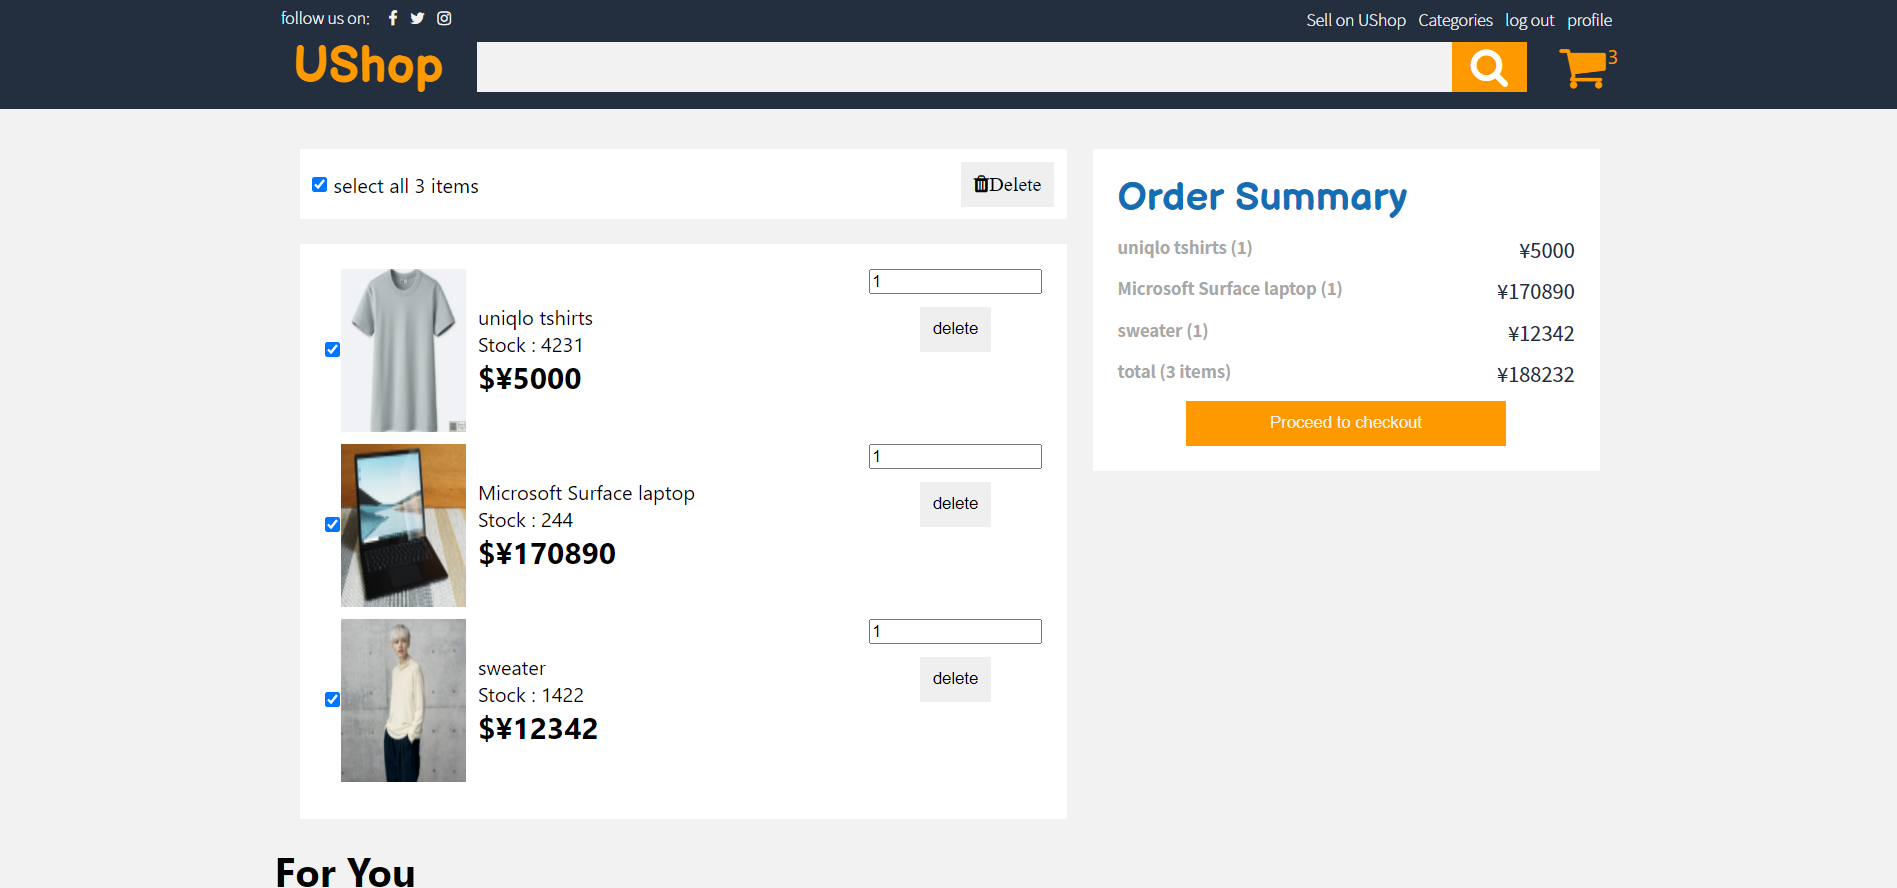 follow us on:
Sell on UShop Categories log out profile
UShop
3
select all 3 items
Delete
uniqlo tshirts
Stock : 4231
$¥5000
1
delete
Microsoft Surface laptop
Stock : 244
$¥170890
1
delete
sweater
Stock : 1422
$¥12342
1
delete
Order Summary
uniqlo tshirts (1) ¥5000
Microsoft Surface laptop (1) ¥170890
sweater (1) ¥12342
total (3 items) ¥188232
Proceed to checkout
For You